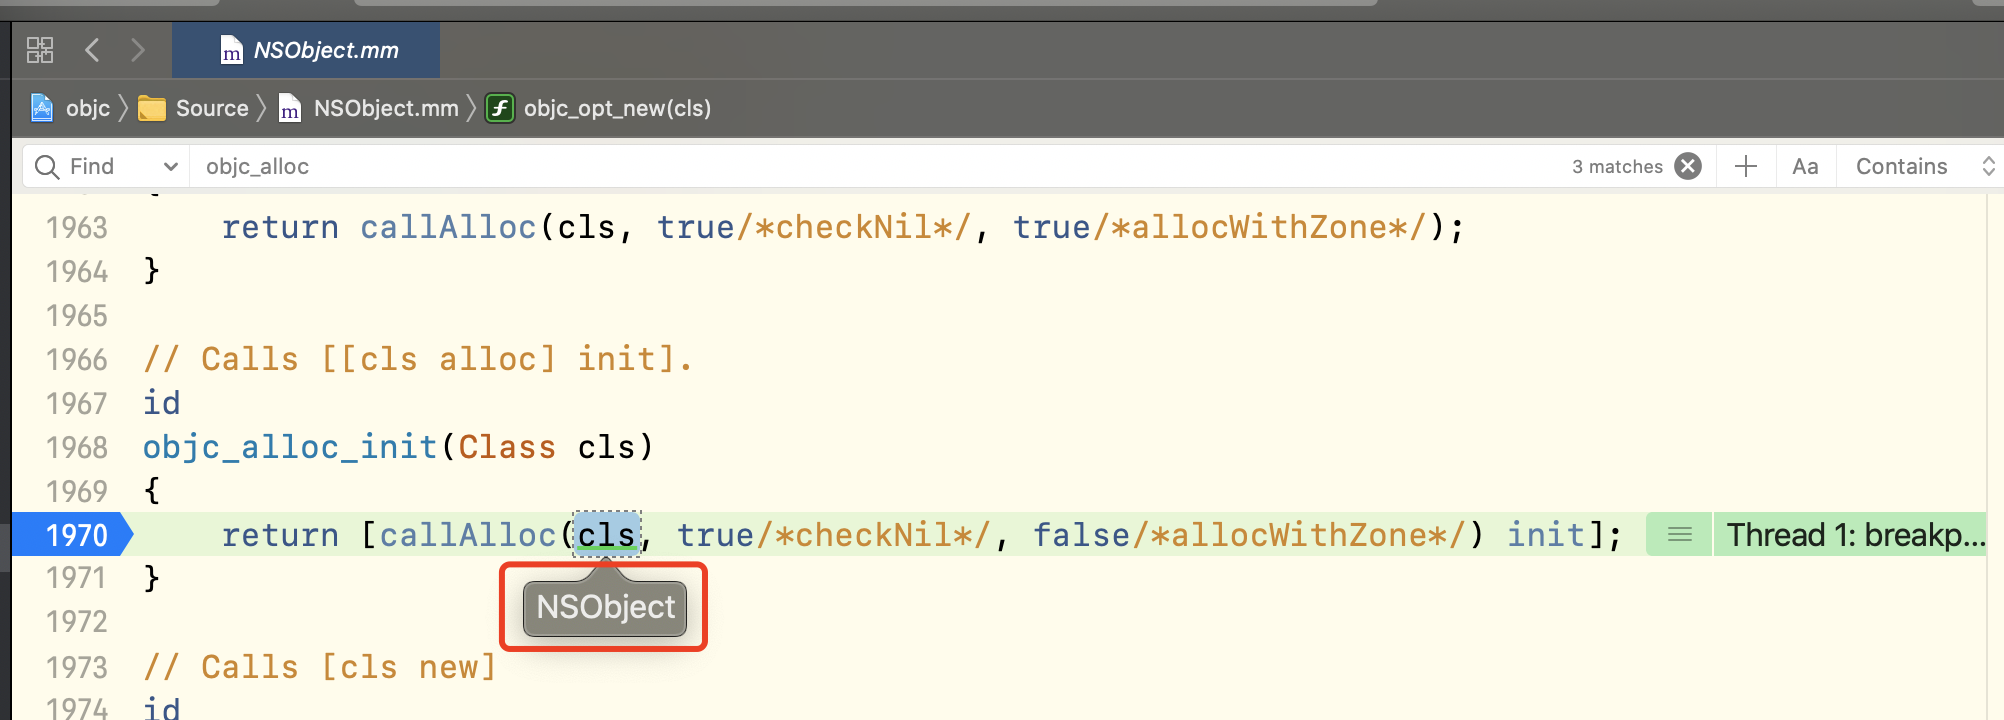 NSObject.mm
objc Source NSObject.mm objc_opt_new(cls)
Find objc_alloc 3 matches Aa Contains
1963 return callAlloc(cls, true/*checkNil*/, true/*allocWithZone*/);
1964 }
1965
1966 // Calls [[cls alloc] init].
1967 id
1968 objc_alloc_init(Class cls)
1969 {
1970 return [callAlloc(cls, true/*checkNil*/, false/*allocWithZone*/) init]; Thread 1: breakp...
1971 }
NSObject
1972
1973 // Calls [cls new]
1974 id